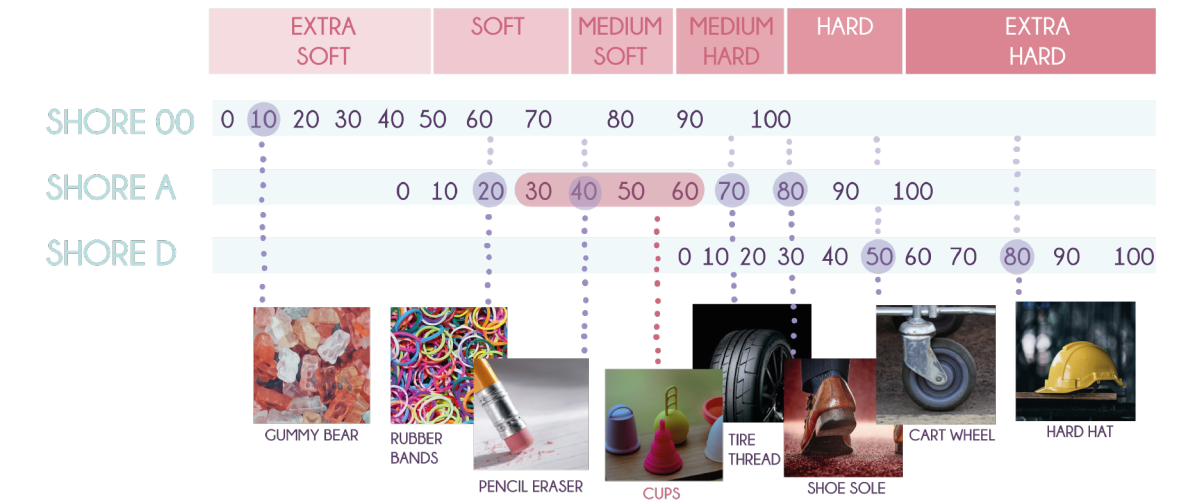 EXTRA
SOFT
SOFT
MEDIUM
SOFT
MEDIUM
HARD
HARD
EXTRA
HARD
SHORE 00 0 10 20 30 40 50 60 70 80 90 100
SHORE A 0 10 20 30 40 50 60 70 80 90 100
SHORE D 0 10 20 30 40 50 60 70 80 90 100
GUMMY BEAR
RUBBER
BANDS
PENCIL ERASER
CUPS
TIRE
THREAD
SHOE SOLE
CART WHEEL
HARD HAT